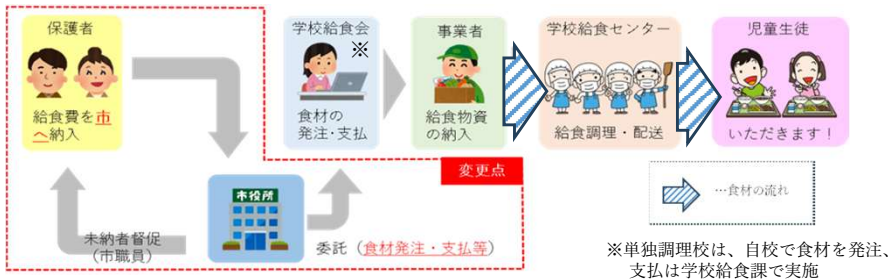 保護者
給食費を市
へ納入
学校給食会
※
食材の
発注・支払
事業者
給食物資
の納入
学校給食センター
給食調理・配送
児童生徒
いただきます！
変更点
市役所
未納者督促
（市職員）
委託（食材発注・支払等）
…食材の流れ
※単独調理校は、自校で食材を発注、
支払は学校給食課で実施